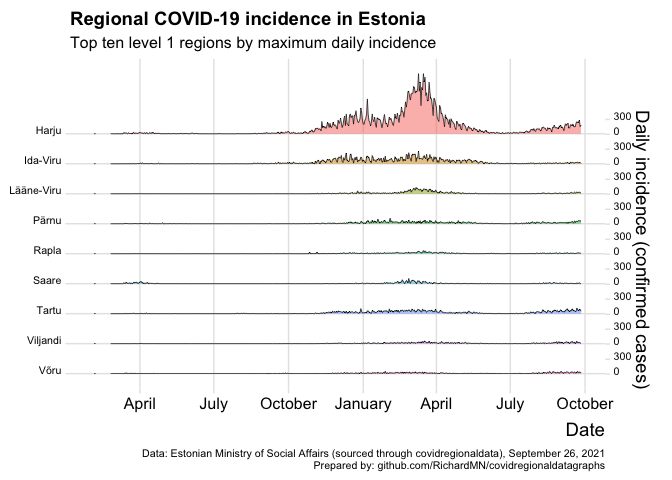 Regional COVID-19 incidence in Estonia
Top ten level 1 regions by maximum daily incidence
Harju
300
0
Ida-Viru
300
0
Lääne-Viru
300
0
Pärnu
300
0
Rapla
300
0
Saare
300
0
Tartu
300
0
Viljandi
300
0
Võru
300
0
Daily incidence (confirmed cases)
April July October January April July October
Date
Data: Estonian Ministry of Social Affairs (sourced through covidregionaldata), September 26, 2021
Prepared by: github.com/RichardMN/covidregionaldatagraphs